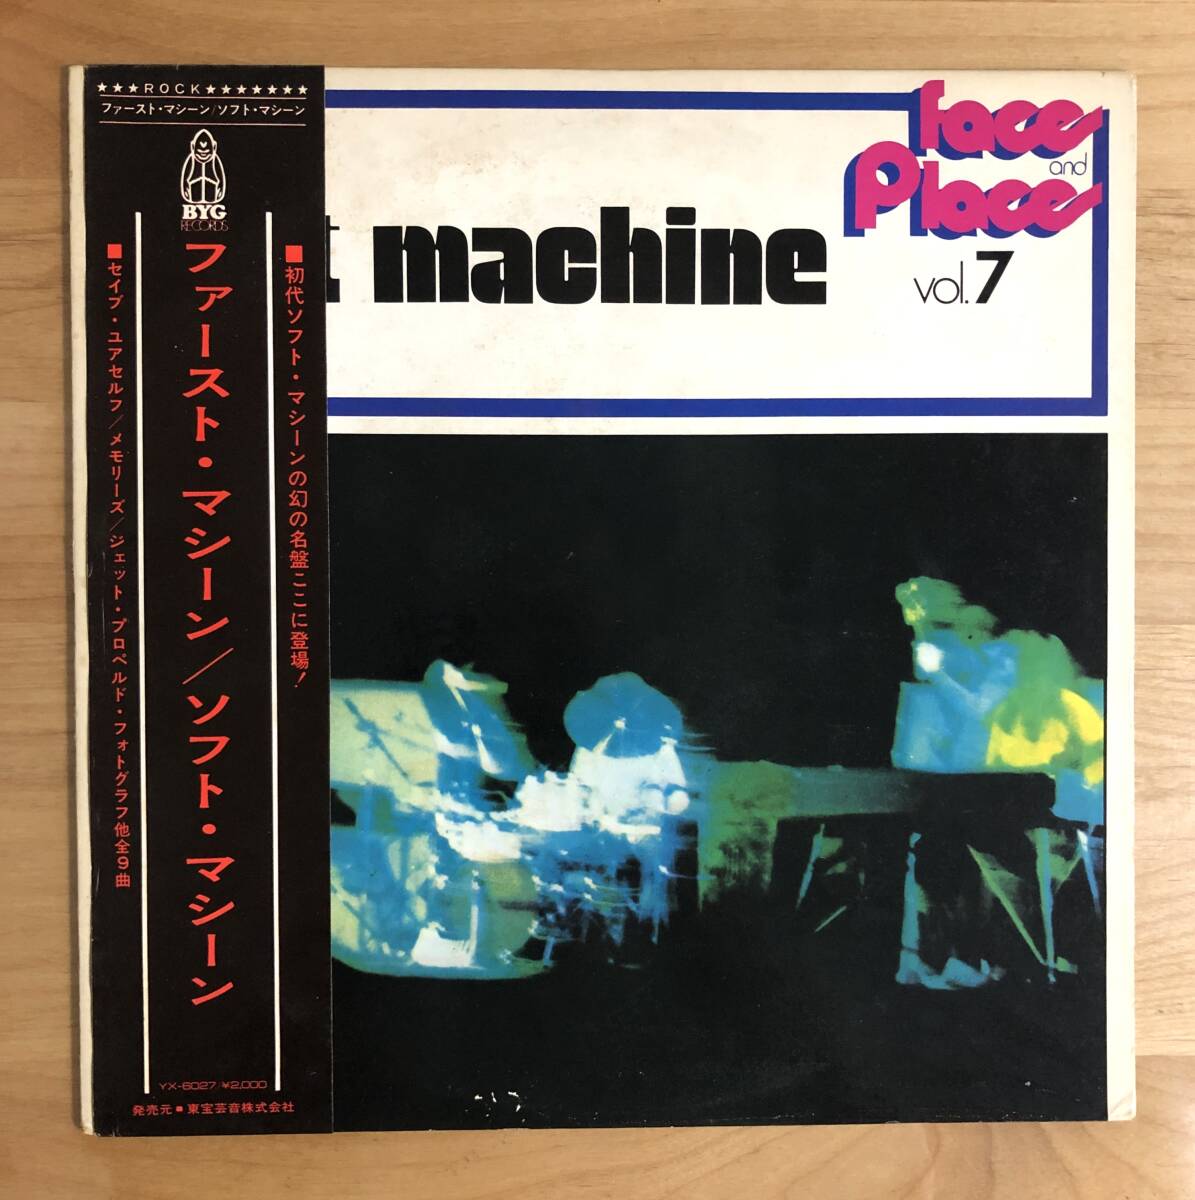 ★★★ROCK★★★★★★★
ファースト・マシーン/ソフト・マシーン
BYG
RECORDS
■初代ソフト・マシーンの幻の名盤ここに登場!
ファースト・マシーン/ソフト・マシーン
■セイブ・ユアセルフ/メモリーズ/ジェット・プロペルド・フォトグラフ他全9曲
YX-6027/¥2,000
発売元■東宝芸音株式会社
t machine
face
and
Places
vol.7